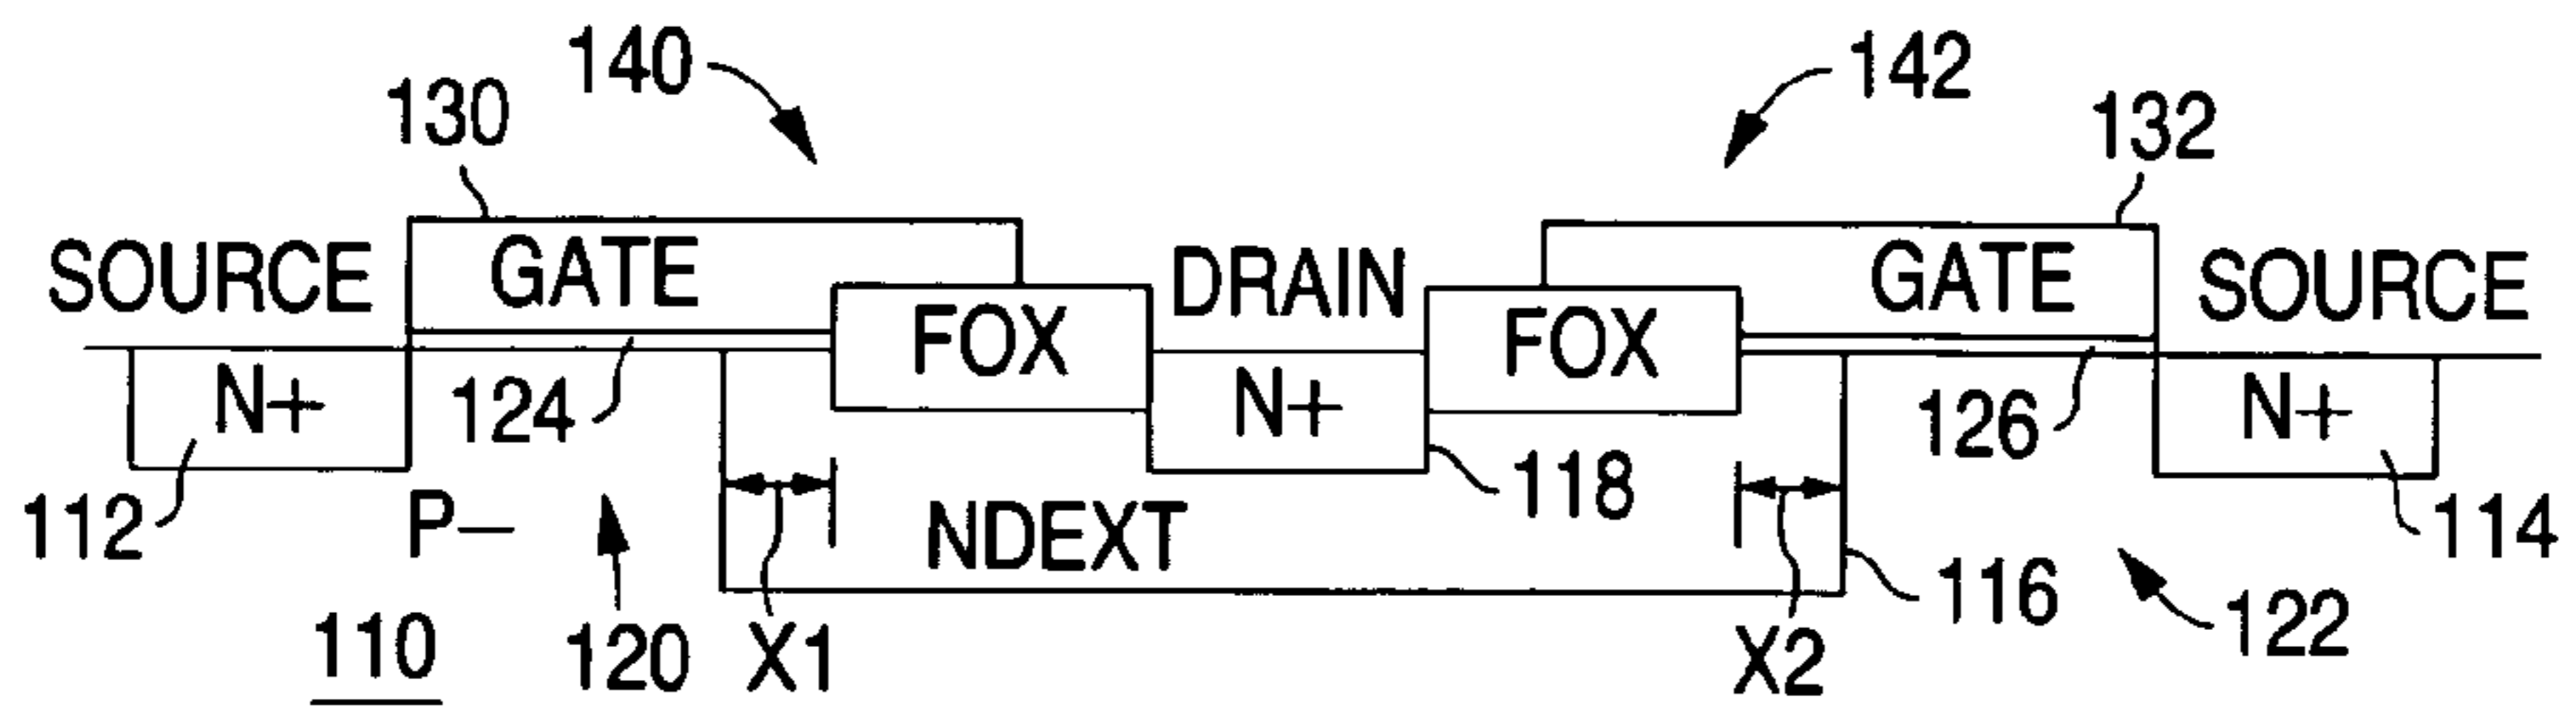 140
142
130
132
SOURCE
GATE
DRAIN
GATE
SOURCE
FOX
FOX
N+
124
N+
126
N+
112
P-
NDEXT
118
114
110
120
X1
X2
116
122